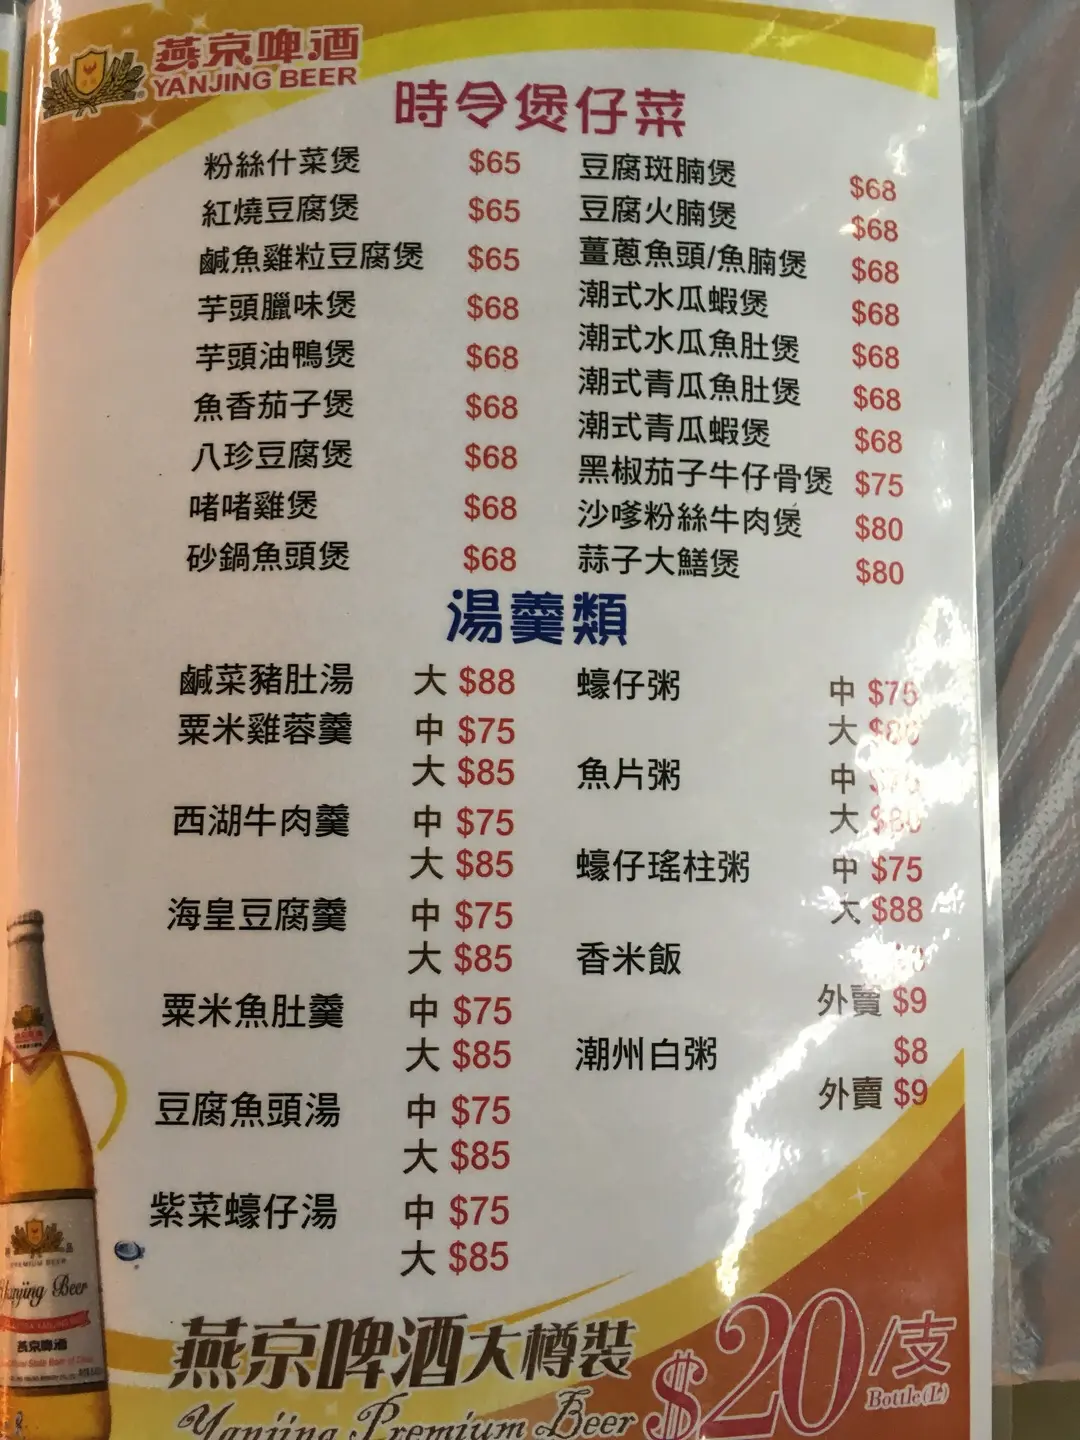 燕京啤酒
YANJING BEER
時令煲仔菜
粉絲什菜煲 $65
紅燒豆腐煲 $65
鹹魚雞粒豆腐煲 $65
芋頭臘味煲 $68
芋頭油鴨煲 $68
魚香茄子煲 $68
八珍豆腐煲 $68
啫啫雞煲 $68
砂鍋魚頭煲 $68
豆腐斑腩煲 $68
豆腐火腩煲 $68
薑蔥魚頭/魚腩煲 $68
潮式水瓜蝦煲 $68
潮式水瓜魚肚煲 $68
潮式青瓜魚肚煲 $68
潮式青瓜蝦煲 $68
黑椒茄子牛仔骨煲 $75
沙嗲粉絲牛肉煲 $80
蒜子大鱔煲 $80
湯羹類
鹹菜豬肚湯 大 $88
粟米雞蓉羹 中 $75
大 $85
西湖牛肉羹 中 $75
大 $85
海皇豆腐羹 中 $75
大 $85
粟米魚肚羹 中 $75
大 $85
豆腐魚頭湯 中 $75
大 $85
紫菜蠔仔湯 中 $75
大 $85
蠔仔粥 中 $75
大
魚片粥 中
大
蠔仔瑤柱粥 中 $75
大 $88
香米飯
外賣 $9
潮州白粥 $8
外賣 $9
燕京啤酒大樽裝 $20/支
Yanjing Premium Beer Bottle(L)
PREMIUM BEER
Yanjing Beer
燕京啤酒